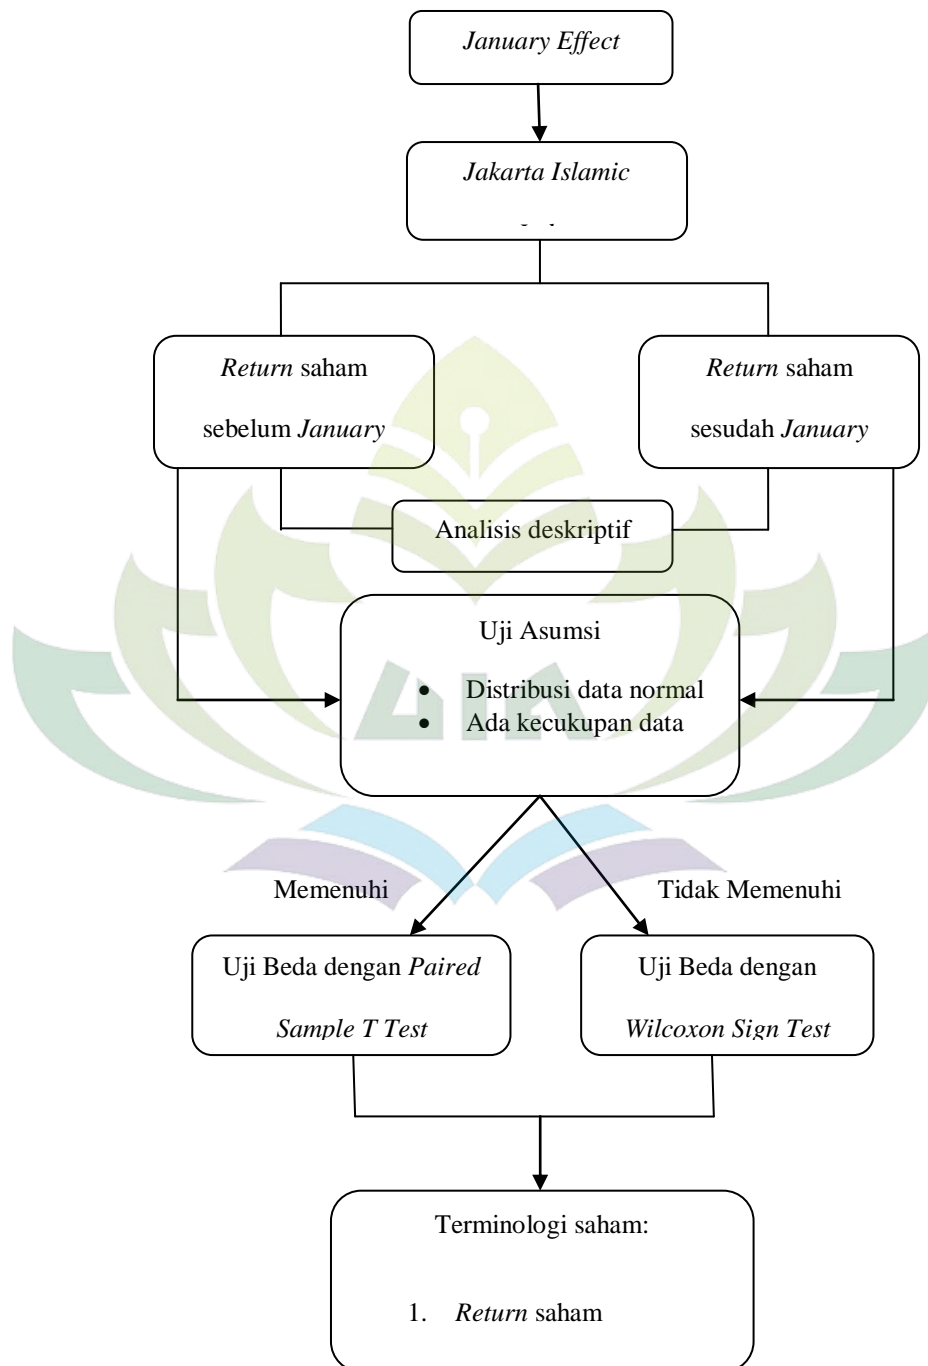 January Effect
Jakarta Islamic
Return saham
sebelum January
Return saham
sesudah January
Analisis deskriptif
Uji Asumsi
• Distribusi data normal
• Ada kecukupan data
Memenuhi
Tidak Memenuhi
Uji Beda dengan Paired
Sample T Test
Uji Beda dengan
Wilcoxon Sign Test
Terminologi saham:
1. Return saham